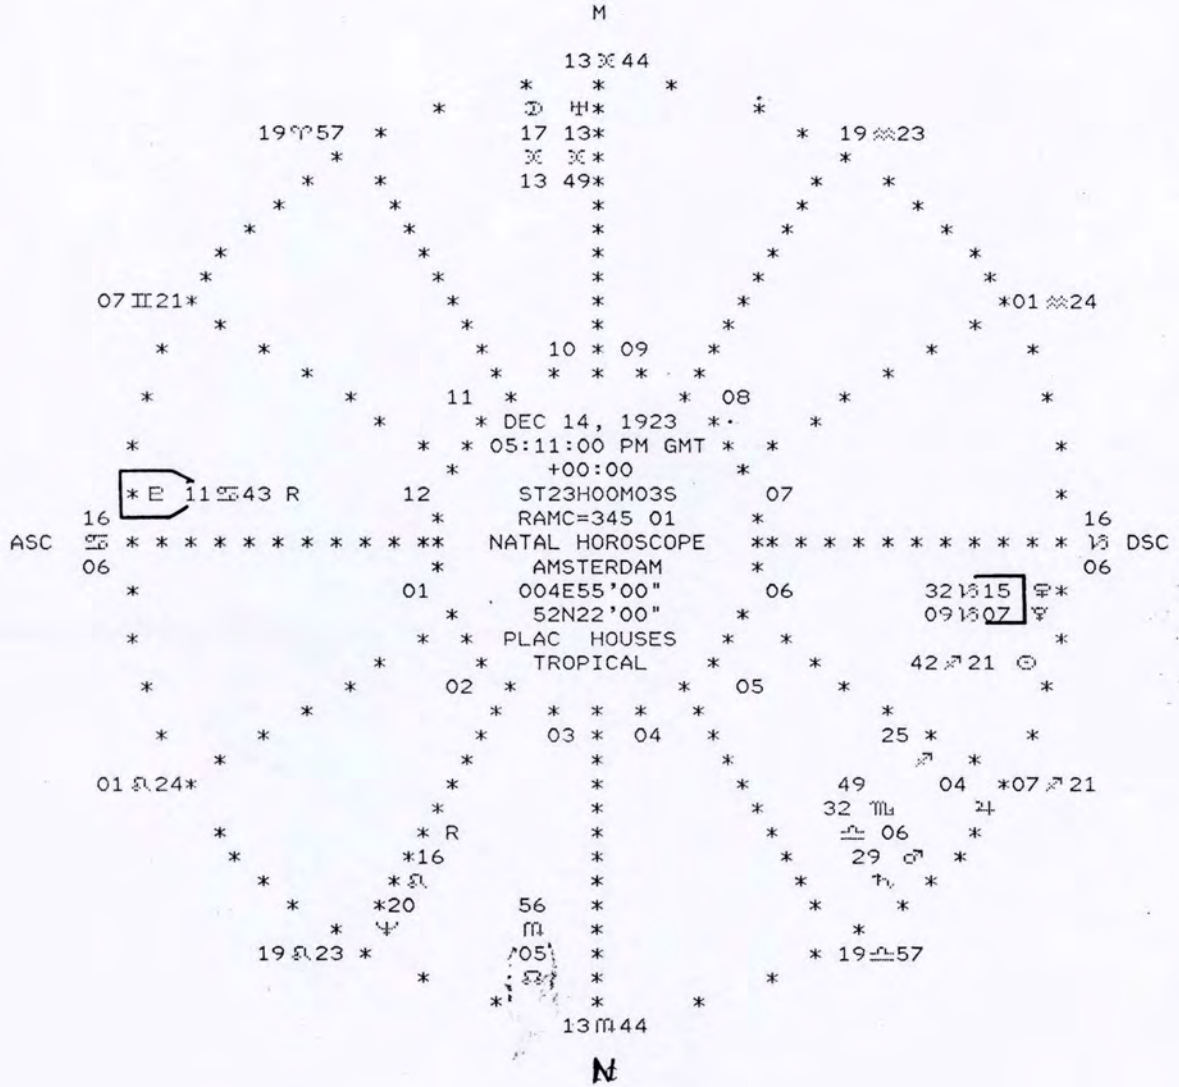 M
13♓44
☽ ♅
19♈57 17 13 19♒23
♓ ♓
13 49
07♊21 01♒24
10 09
11 08
DEC 14, 1923
05:11:00 PM GMT
+00:00
♇ 11♋43 R 12 ST23H00M03S 07
16 RAMC=345 01 16
ASC ♋ NATAL HOROSCOPE ♑ DSC
06 AMSTERDAM 06
01 004E55'00" 06 32♑15 ♀
52N22'00" 09♑07 ☿
PLAC HOUSES
TROPICAL 42♐21 ☉
02 05
03 04 25
♐
01♌24 49 04 07♐21
32 ♏ ♃
R ♎ 06
16 29 ♂
♌ ♄
20 56
♆ ♍
19♌23 05 19♎57
☊
13♍44
N